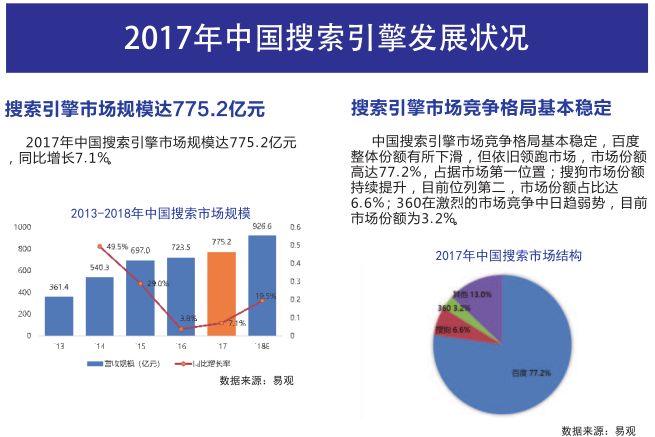 2017年中国搜索引擎发展状况
搜索引擎市场规模达775.2亿元
2017年中国搜索引擎市场规模达775.2亿元
，同比增长7.1%。
2013-2018年中国搜索市场规模
1000
800
600
400
200
0
361.4
540.3
697.0
723.5
775.2
926.6
49.5%
29.0%
3.8%
7.1%
19.5%
0.6
0.5
0.4
0.3
0.2
0.1
0
'13
'14
'15
'16
'17
'18E
营收规模（亿元）
同比增长率
数据来源：易观
搜索引擎市场竞争格局基本稳定
中国搜索引擎市场竞争格局基本稳定，百度
整体份额有所下滑，但依旧领跑市场，市场份额
高达77.2%，占据市场第一位置；搜狗市场份额
持续提升，目前位列第二，市场份额占比达
6.6%；360在激烈的市场竞争中日趋弱势，目前
市场份额为3.2%。
2017年中国搜索市场结构
其他 13.0%
360 3.2%
搜狗 6.6%
百度 77.2%
数据来源：易观